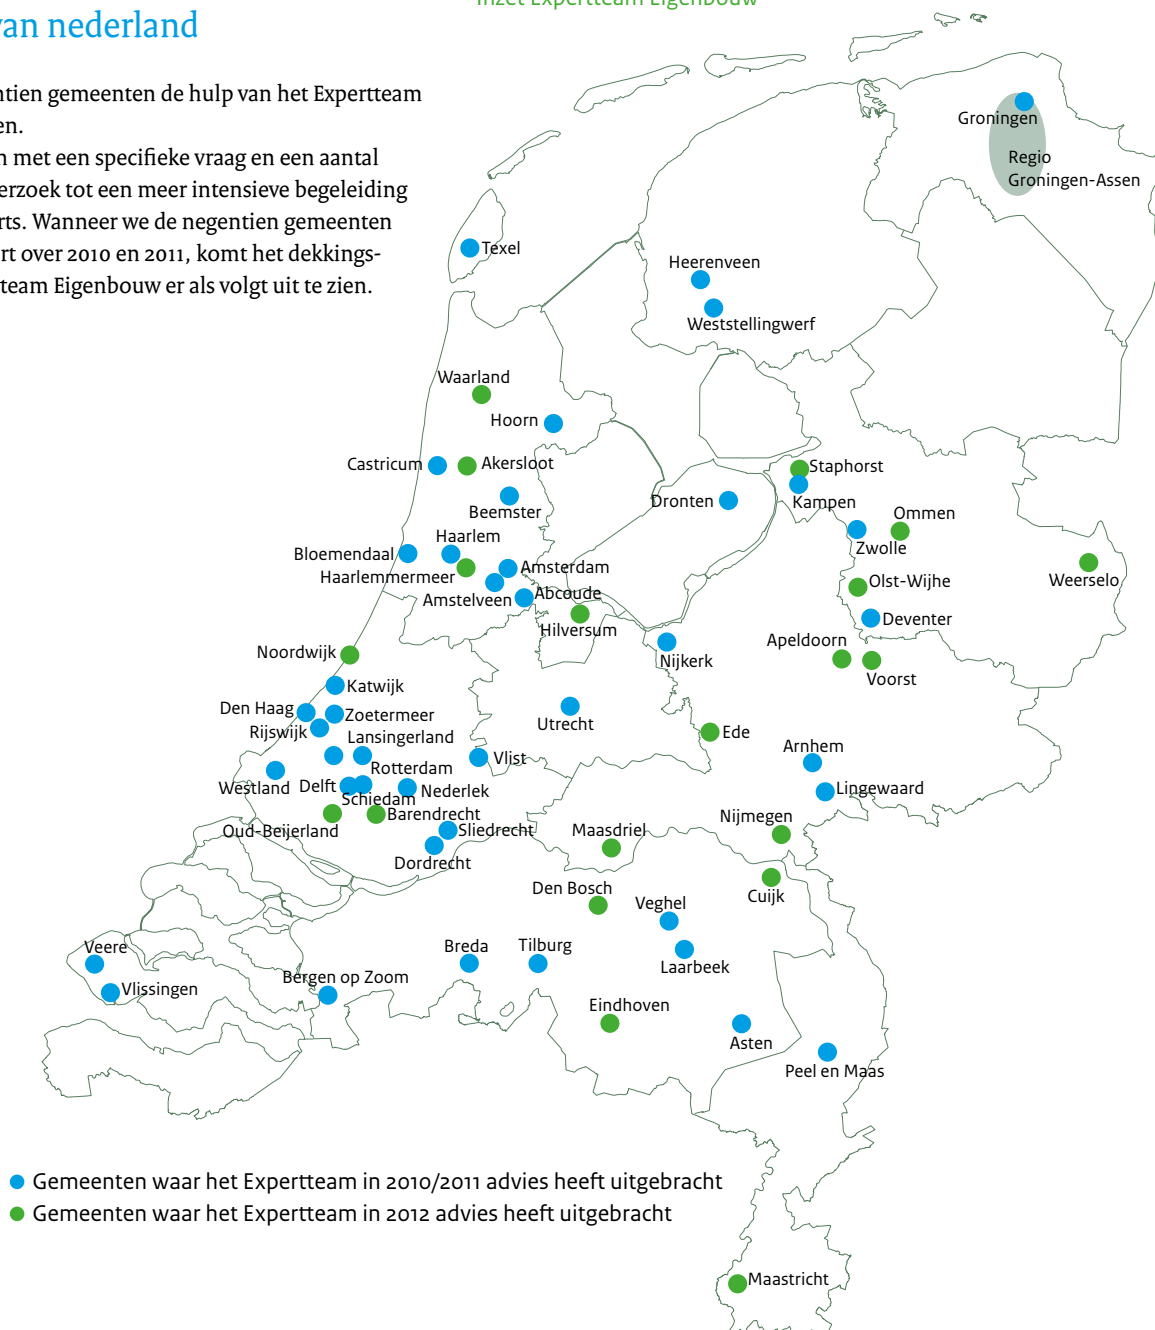 Inzet Expertteam Eigenbouw
van nederland
ntien gemeenten de hulp van het Expertteam
en.
n met een specifieke vraag en een aantal
erzoek tot een meer intensieve begeleiding
rts. Wanneer we de negentien gemeenten
rt over 2010 en 2011, komt het dekkings-
team Eigenbouw er als volgt uit te zien.
Groningen
Regio
Groningen-Assen
Texel
Heerenveen
Weststellingwerf
Waarland
Hoorn
Castricum
Akersloot
Staphorst
Dronten
Kampen
Beemster
Ommen
Haarlem
Zwolle
Bloemendaal
Amsterdam
Haarlemmermeer
Weerselo
Olst-Wijhe
Abcoude
Amstelveen
Deventer
Hilversum
Apeldoorn
Noordwijk
Nijkerk
Voorst
Katwijk
Den Haag
Zoetermeer
Utrecht
Rijswijk
Ede
Lansingerland
Arnhem
Vlist
Rotterdam
Westland
Delft
Nederlek
Lingewaard
Schiedam
Barendrecht
Nijmegen
Oud-Beijerland
Sliedrecht
Maasdriel
Dordrecht
Den Bosch
Cuijk
Veghel
Veere
Breda
Tilburg
Laarbeek
Bergen op Zoom
Vlissingen
Eindhoven
Asten
Peel en Maas
Gemeenten waar het Expertteam in 2010/2011 advies heeft uitgebracht
Gemeenten waar het Expertteam in 2012 advies heeft uitgebracht
Maastricht